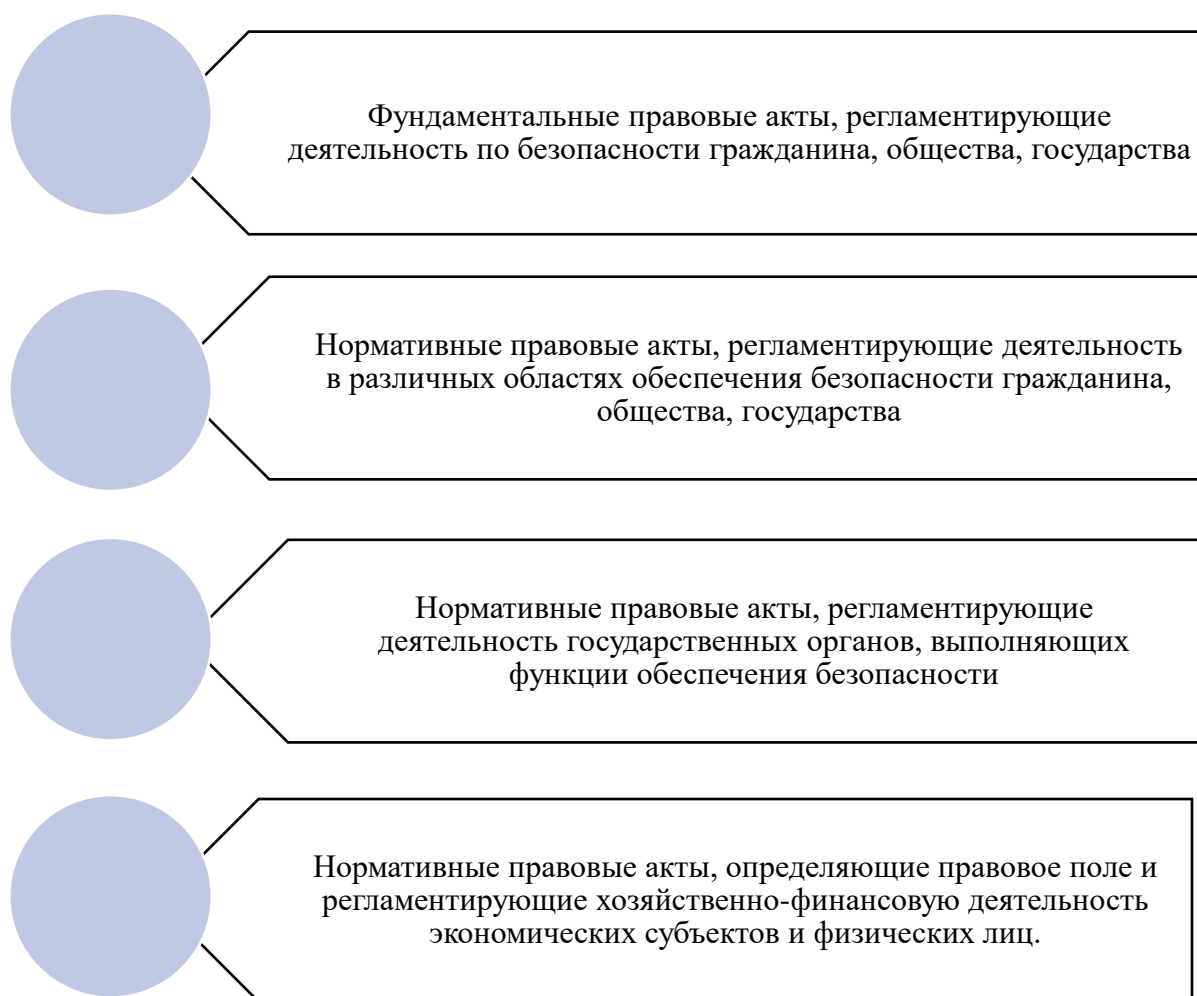 Фундаментальные правовые акты, регламентирующие
деятельность по безопасности гражданина, общества, государства
Нормативные правовые акты, регламентирующие деятельность
в различных областях обеспечения безопасности гражданина,
общества, государства
Нормативные правовые акты, регламентирующие
деятельность государственных органов, выполняющих
функции обеспечения безопасности
Нормативные правовые акты, определяющие правовое поле и
регламентирующие хозяйственно-финансовую деятельность
экономических субъектов и физических лиц.